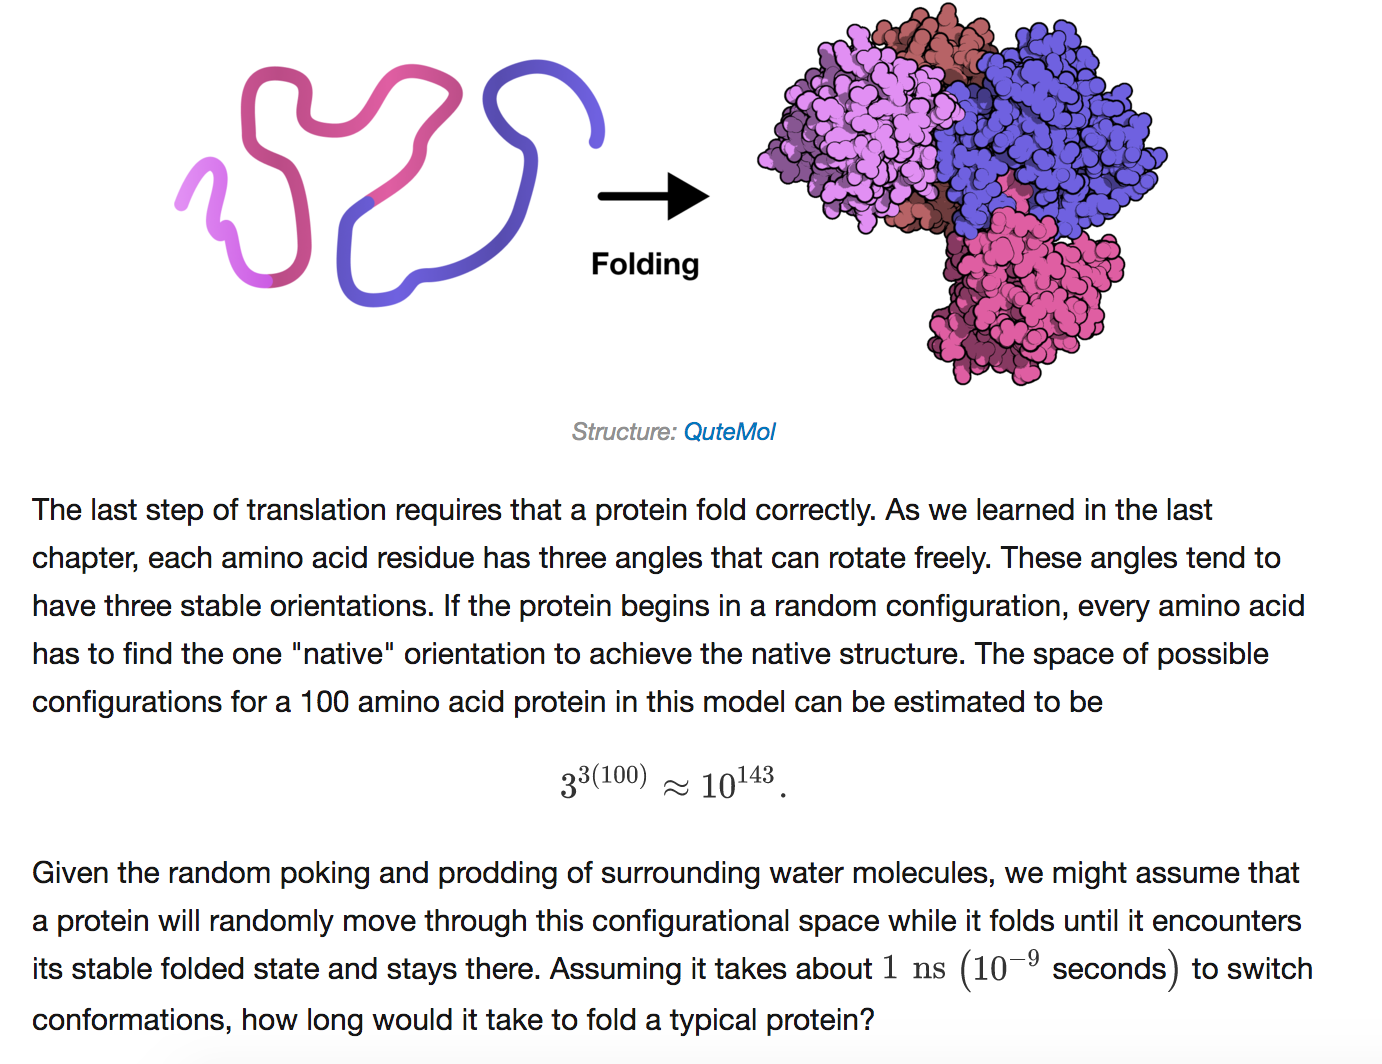 Folding
Structure: QuteMol
The last step of translation requires that a protein fold correctly. As we learned in the last
chapter, each amino acid residue has three angles that can rotate freely. These angles tend to
have three stable orientations. If the protein begins in a random configuration, every amino acid
has to find the one "native" orientation to achieve the native structure. The space of possible
configurations for a 100 amino acid protein in this model can be estimated to be
3^{3(100)} ≈ 10^{143}.
Given the random poking and prodding of surrounding water molecules, we might assume that
a protein will randomly move through this configurational space while it folds until it encounters
its stable folded state and stays there. Assuming it takes about 1 ns (10^{−9} seconds) to switch
conformations, how long would it take to fold a typical protein?